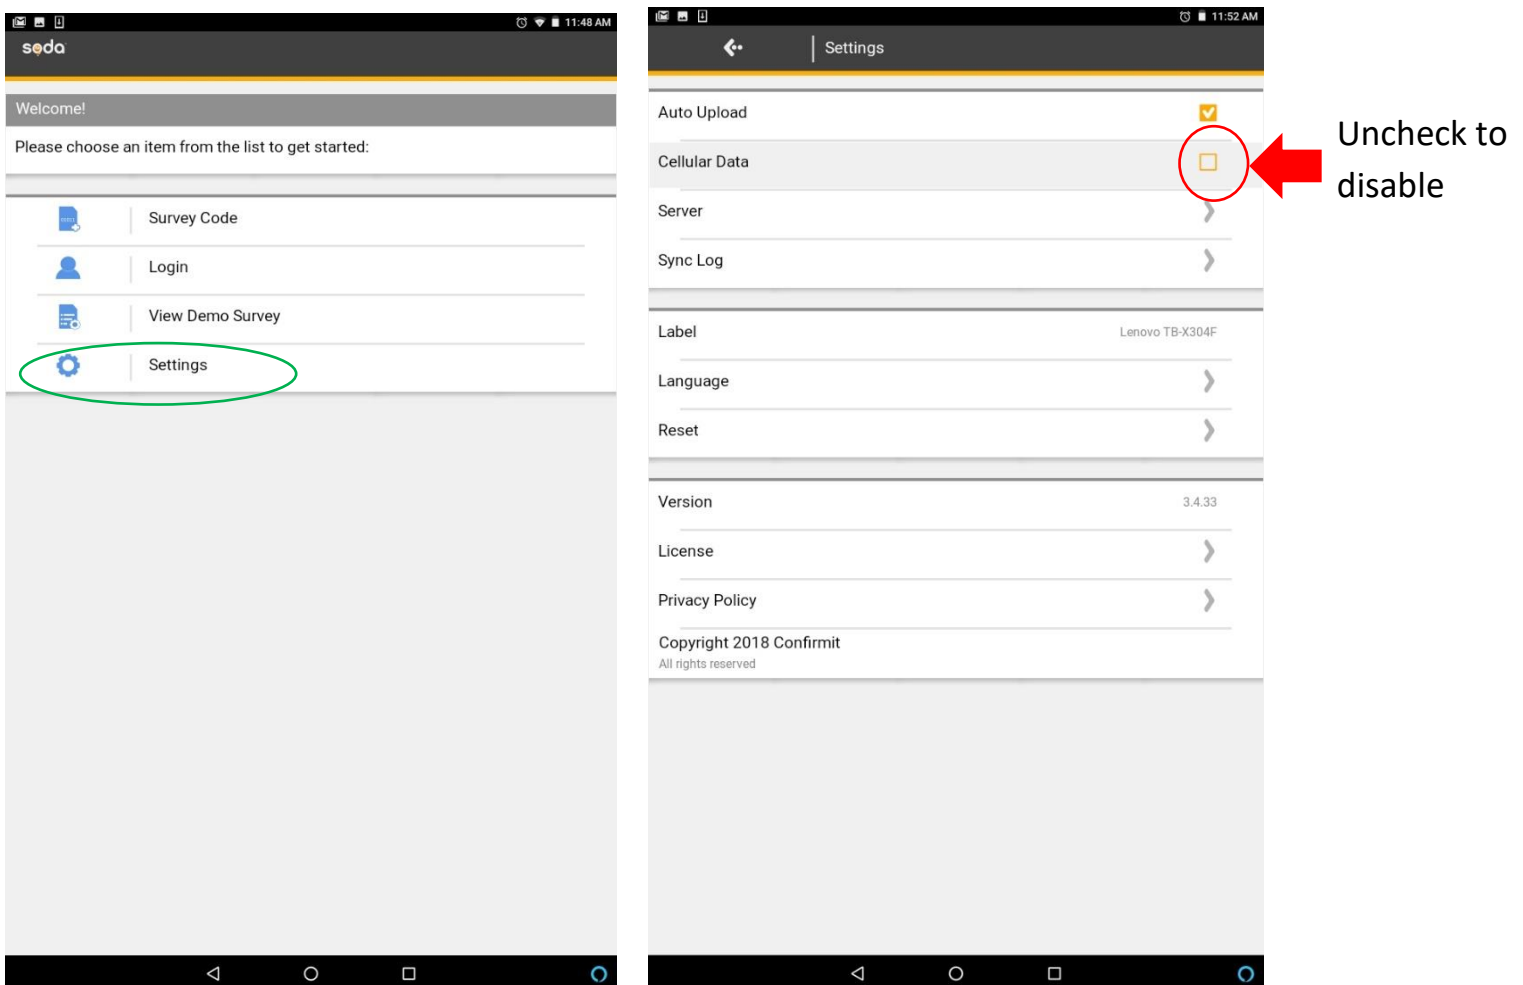 11:48 AM
soda
Welcome!
Please choose an item from the list to get started:
Survey Code
Login
View Demo Survey
Settings
11:52 AM
Settings
Auto Upload
Cellular Data
Server
Sync Log
Label Lenovo TB-X304F
Language
Reset
Version 3.4.33
License
Privacy Policy
Copyright 2018 Confirmit
All rights reserved
Uncheck to
disable